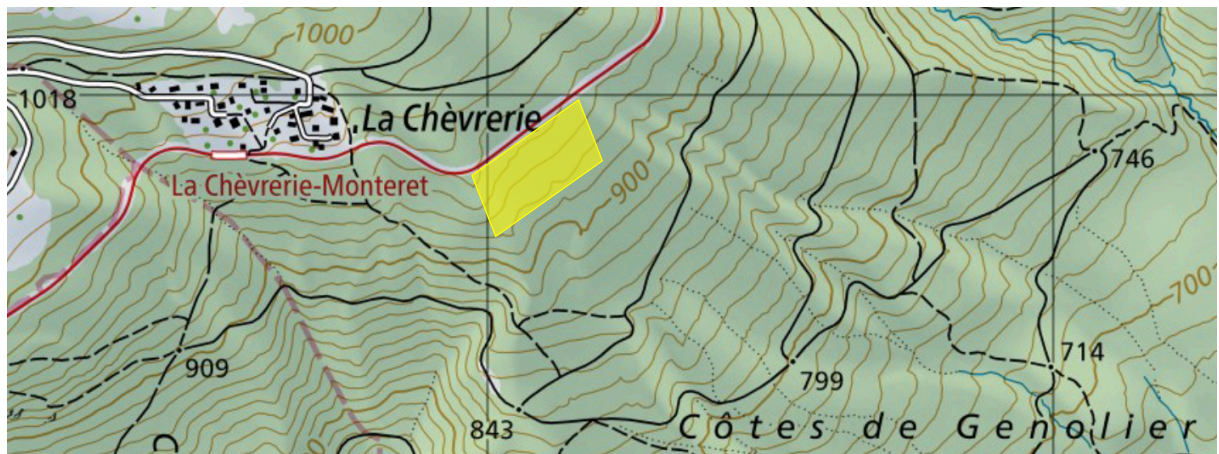 1000
1018
La Chèvrerie
La Chèvrerie-Monteret
746
900
700
714
909
799
843
Côtes de Genolier
D